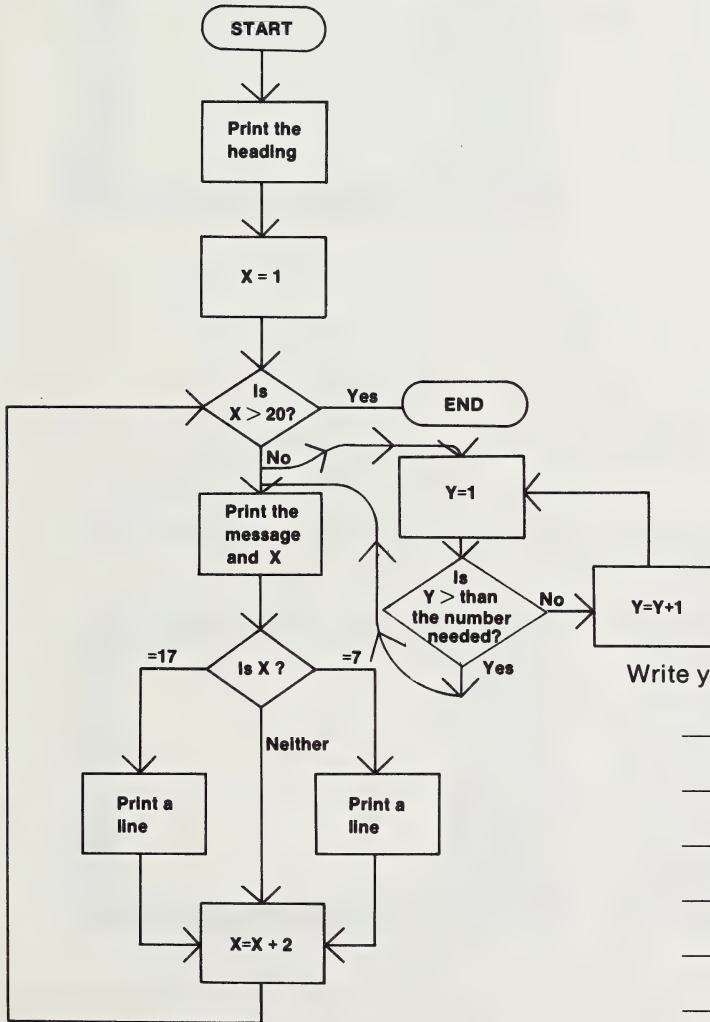 START
Print the
heading
X = 1
Is
X > 20?
Yes
END
No
Y=1
Print the
message
and X
Is
Y > than
the number
needed?
No
Y=Y+1
Yes
Write y
=17
Is X ?
=7
Neither
Print a
line
Print a
line
X=X + 2